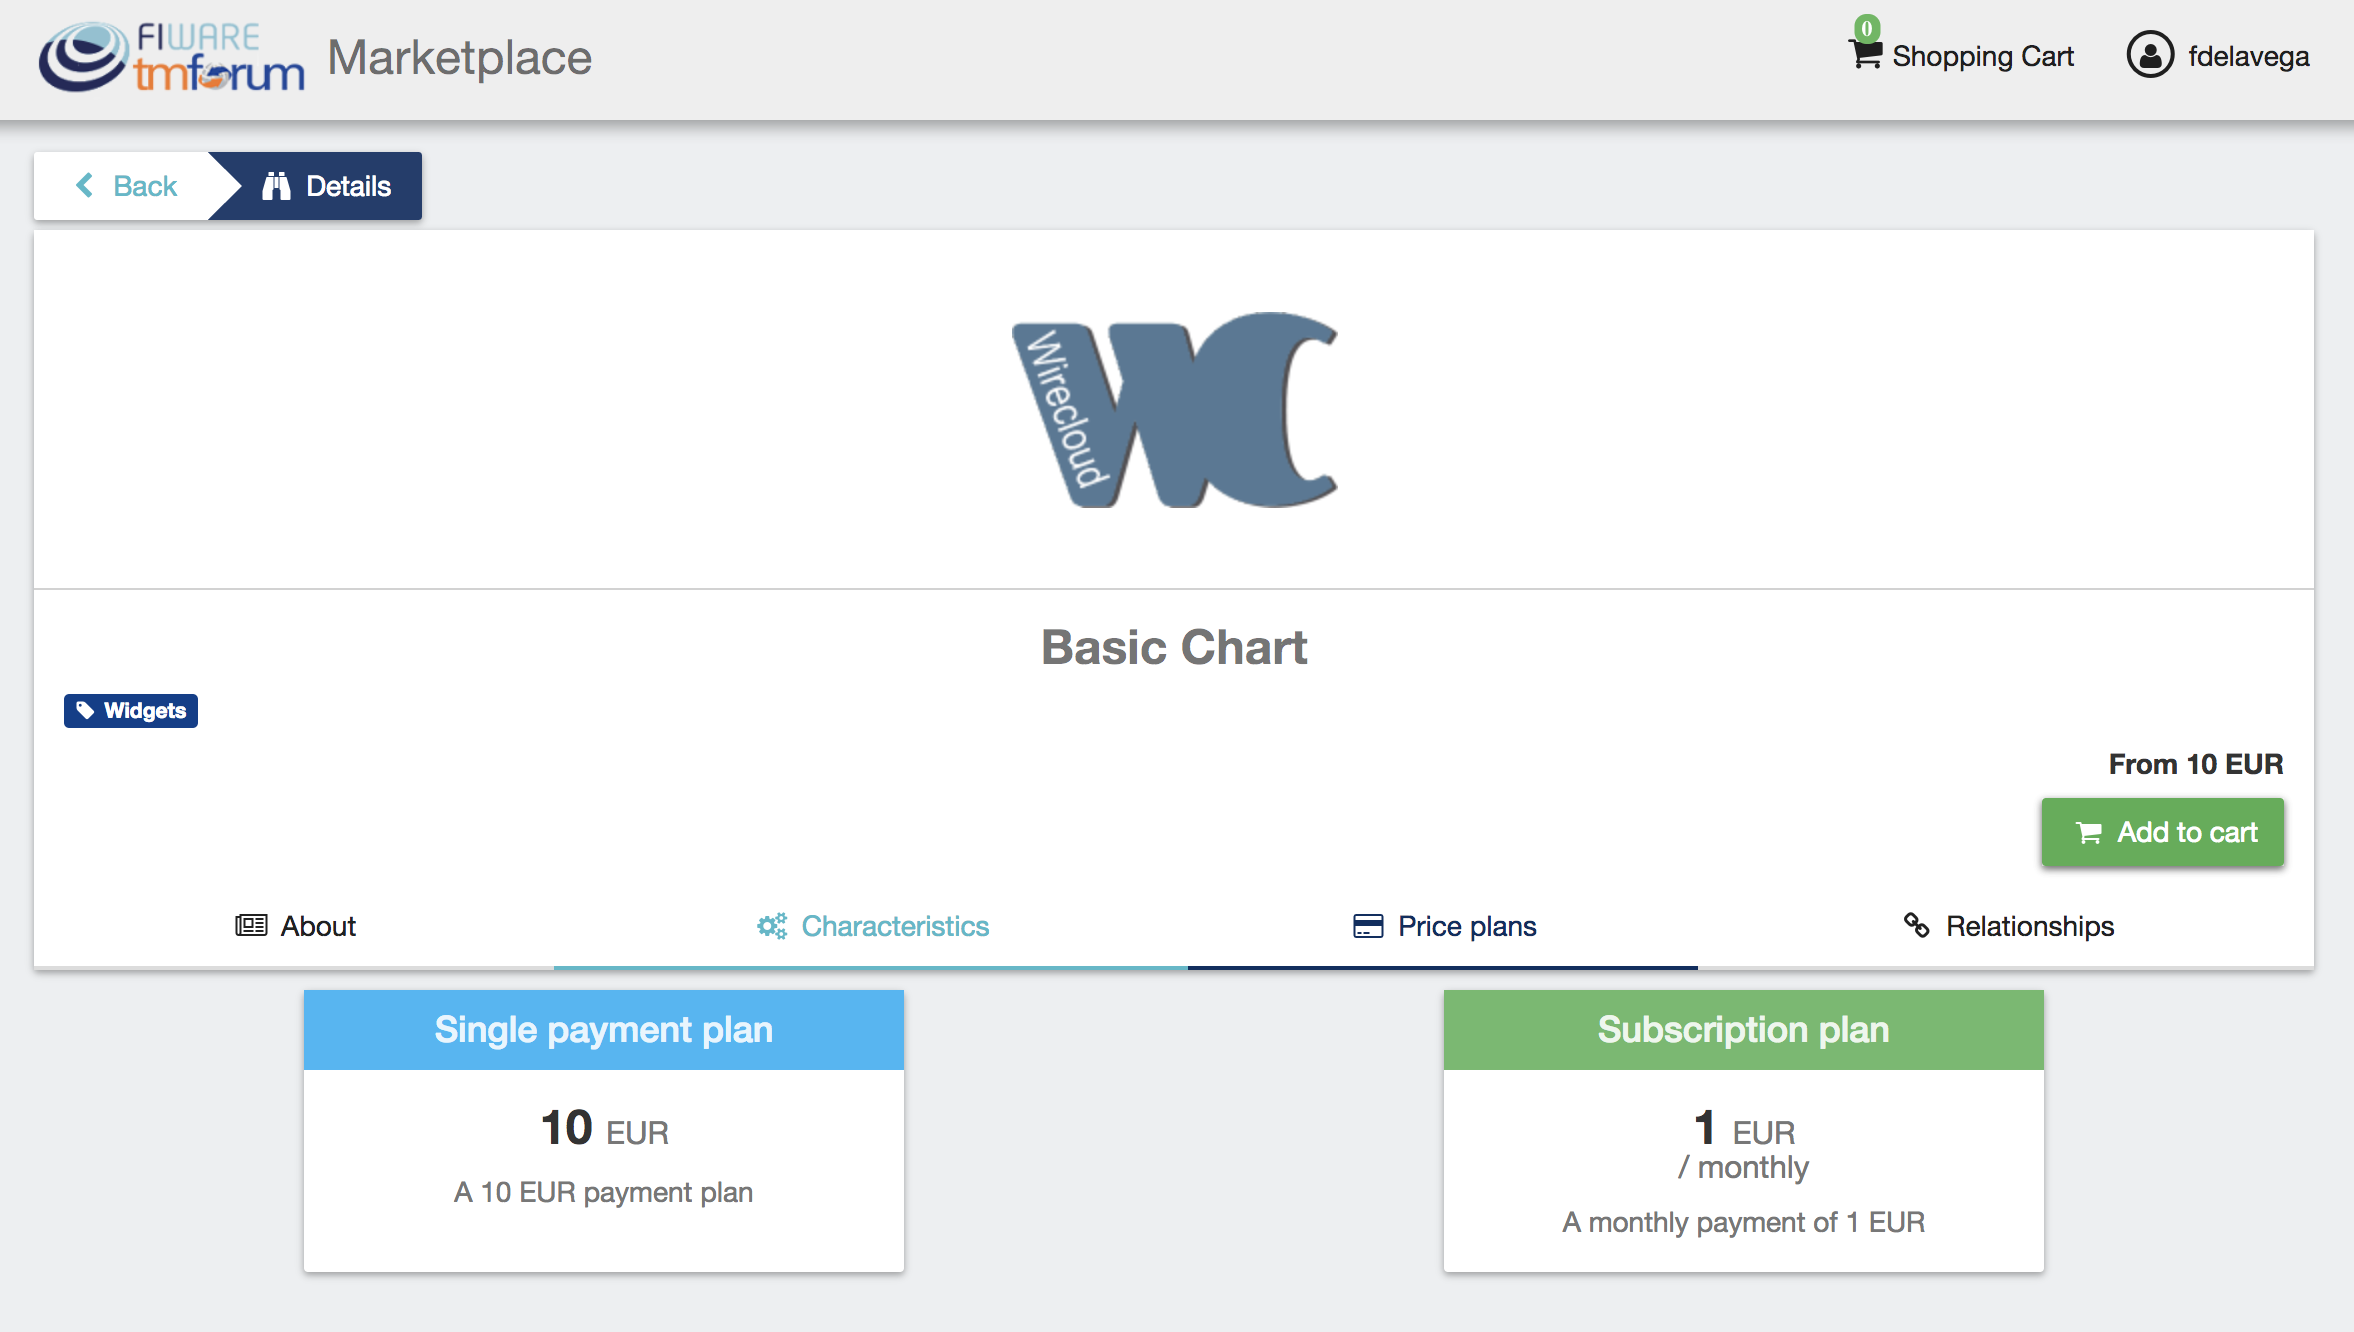 FIWARE
tmforum
Marketplace
0
Shopping Cart
fdelavega
Back
Details
Wirecloud
WC
Basic Chart
Widgets
From 10 EUR
Add to cart
About
Characteristics
Price plans
Relationships
Single payment plan
10 EUR
A 10 EUR payment plan
Subscription plan
1 EUR
/ monthly
A monthly payment of 1 EUR